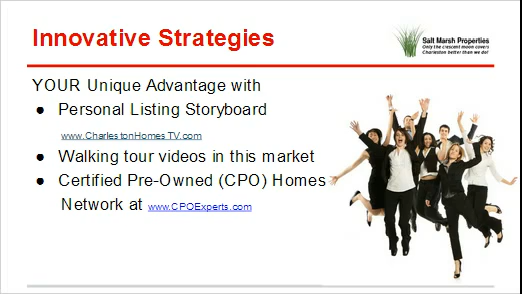 Innovative Strategies
Salt Marsh Properties
Only the crescent moon covers
Charleston better than we do!
YOUR Unique Advantage with
● Personal Listing Storyboard
www.CharlestonHomesTV.com
● Walking tour videos in this market
● Certified Pre-Owned (CPO) Homes
Network at www.CPOExperts.com